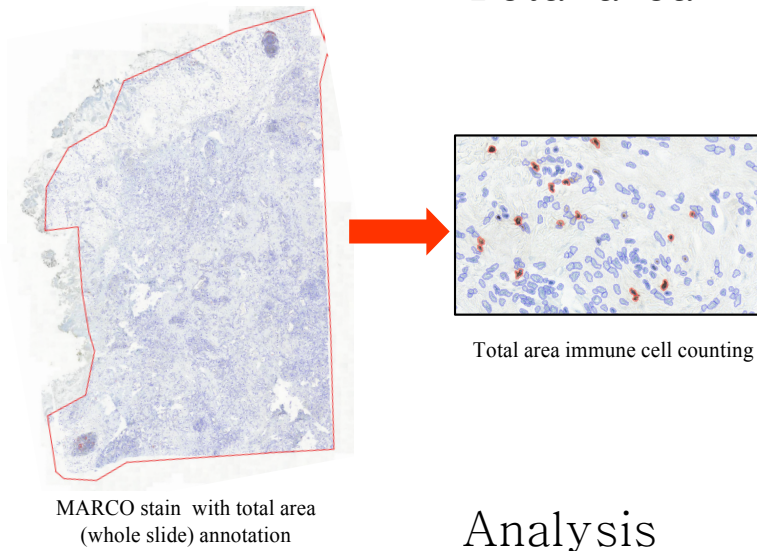 Total area immune cell counting
MARCO stain with total area
(whole slide) annotation
Analysis